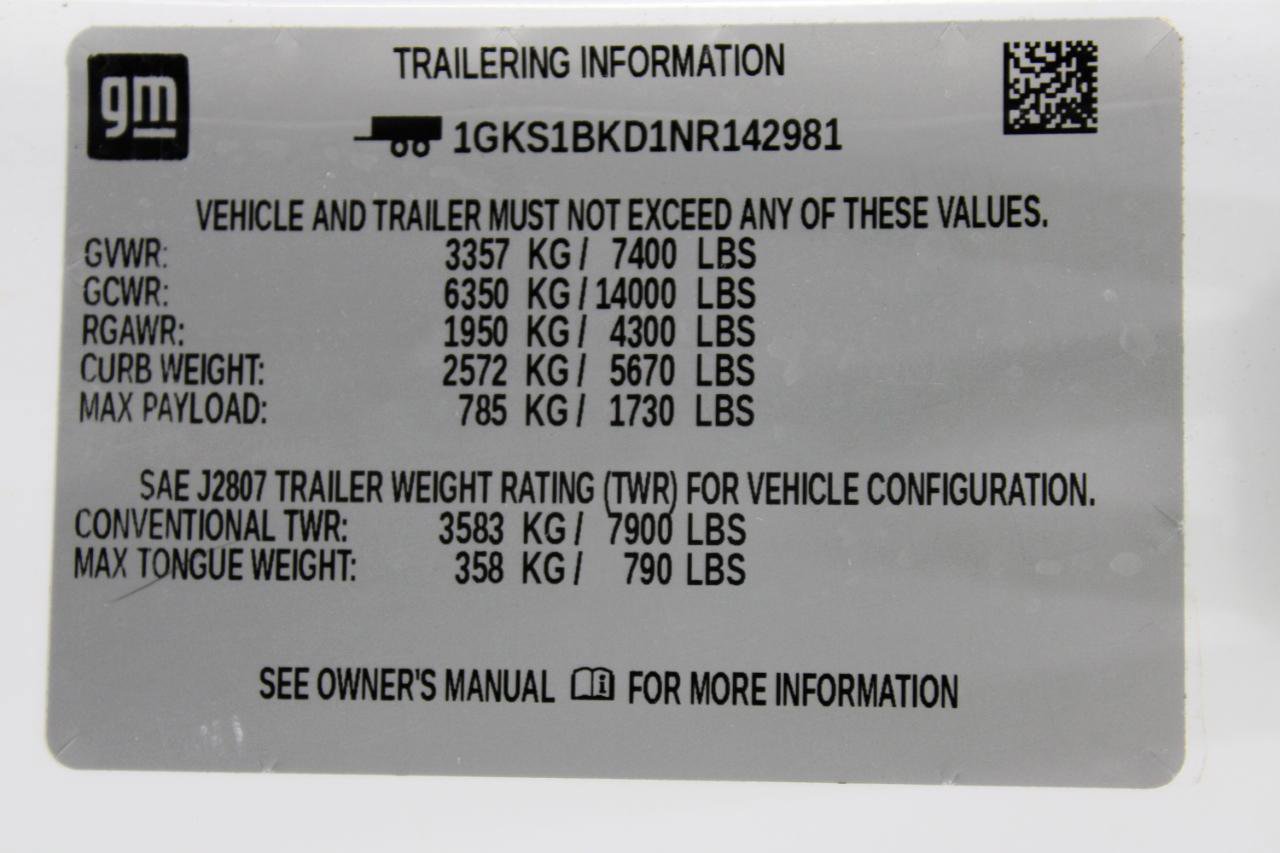 gm
TRAILERING INFORMATION
1GKS1BKD1NR142981
VEHICLE AND TRAILER MUST NOT EXCEED ANY OF THESE VALUES.
GVWR: 3357 KG / 7400 LBS
GCWR: 6350 KG / 14000 LBS
RGAWR: 1950 KG / 4300 LBS
CURB WEIGHT: 2572 KG / 5670 LBS
MAX PAYLOAD: 785 KG / 1730 LBS
SAE J2807 TRAILER WEIGHT RATING (TWR) FOR VEHICLE CONFIGURATION.
CONVENTIONAL TWR: 3583 KG / 7900 LBS
MAX TONGUE WEIGHT: 358 KG / 790 LBS
SEE OWNER'S MANUAL i FOR MORE INFORMATION